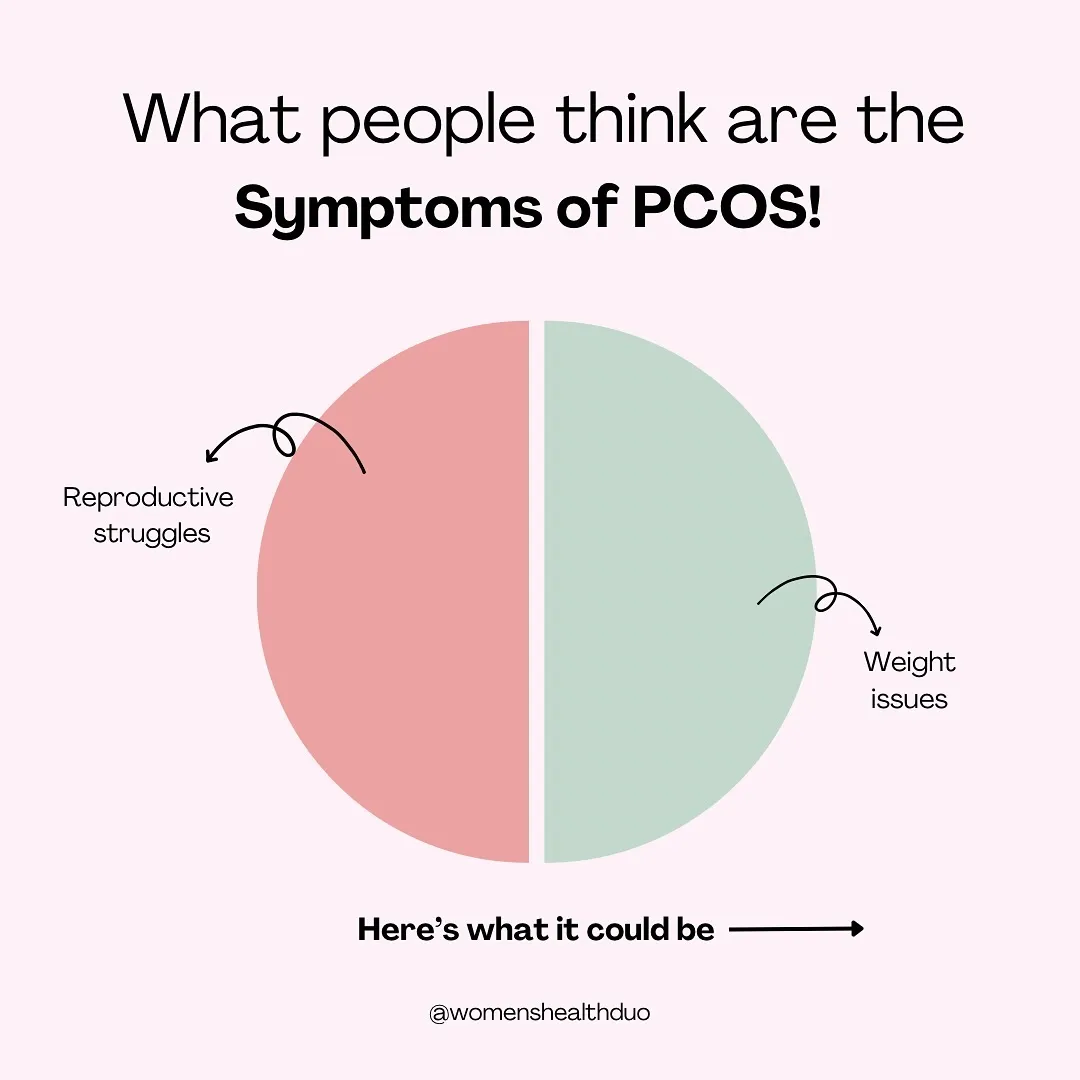 What people think are the
Symptoms of PCOS!
Reproductive
struggles
Weight
issues
Here’s what it could be
@womenshealthduo